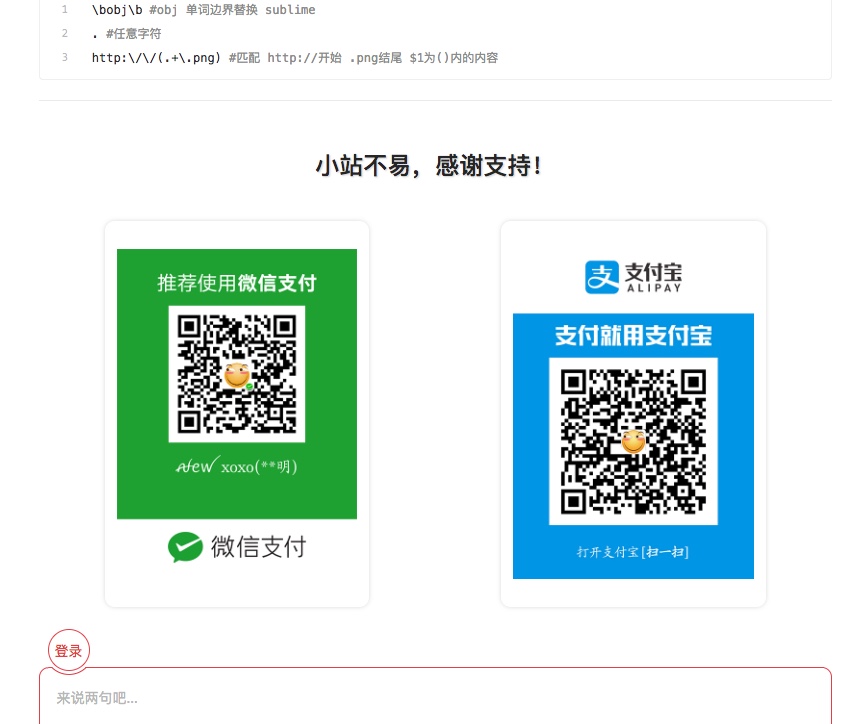 1 \bobj\b #obj 单词边界替换 sublime
2 . #任意字符
3 http:\/\/(.+\.png) #匹配 http://开始 .png结尾 $1为()内的内容
小站不易，感谢支持！
推荐使用微信支付
New xoxo(**明)
微信支付
支付宝
ALIPAY
支付就用支付宝
打开支付宝[扫一扫]
登录
来说两句吧...